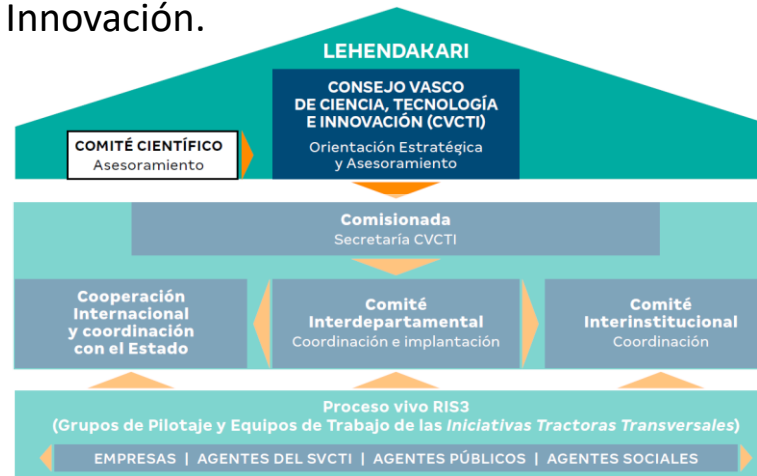 Innovación.
LEHENDAKARI
CONSEJO VASCO
DE CIENCIA, TECNOLOGÍA
E INNOVACIÓN (CVCTI)
Orientación Estratégica
y Asesoramiento
COMITÉ CIENTÍFICO
Asesoramiento
Comisionada
Secretaría CVCTI
Cooperación
Internacional
y coordinación
con el Estado
Comité
Interdepartamental
Coordinación e implantación
Comité
Interinstitucional
Coordinación
Proceso vivo RIS3
(Grupos de Pilotaje y Equipos de Trabajo de las Iniciativas Tractoras Transversales)
EMPRESAS | AGENTES DEL SVCTI | AGENTES PÚBLICOS | AGENTES SOCIALES